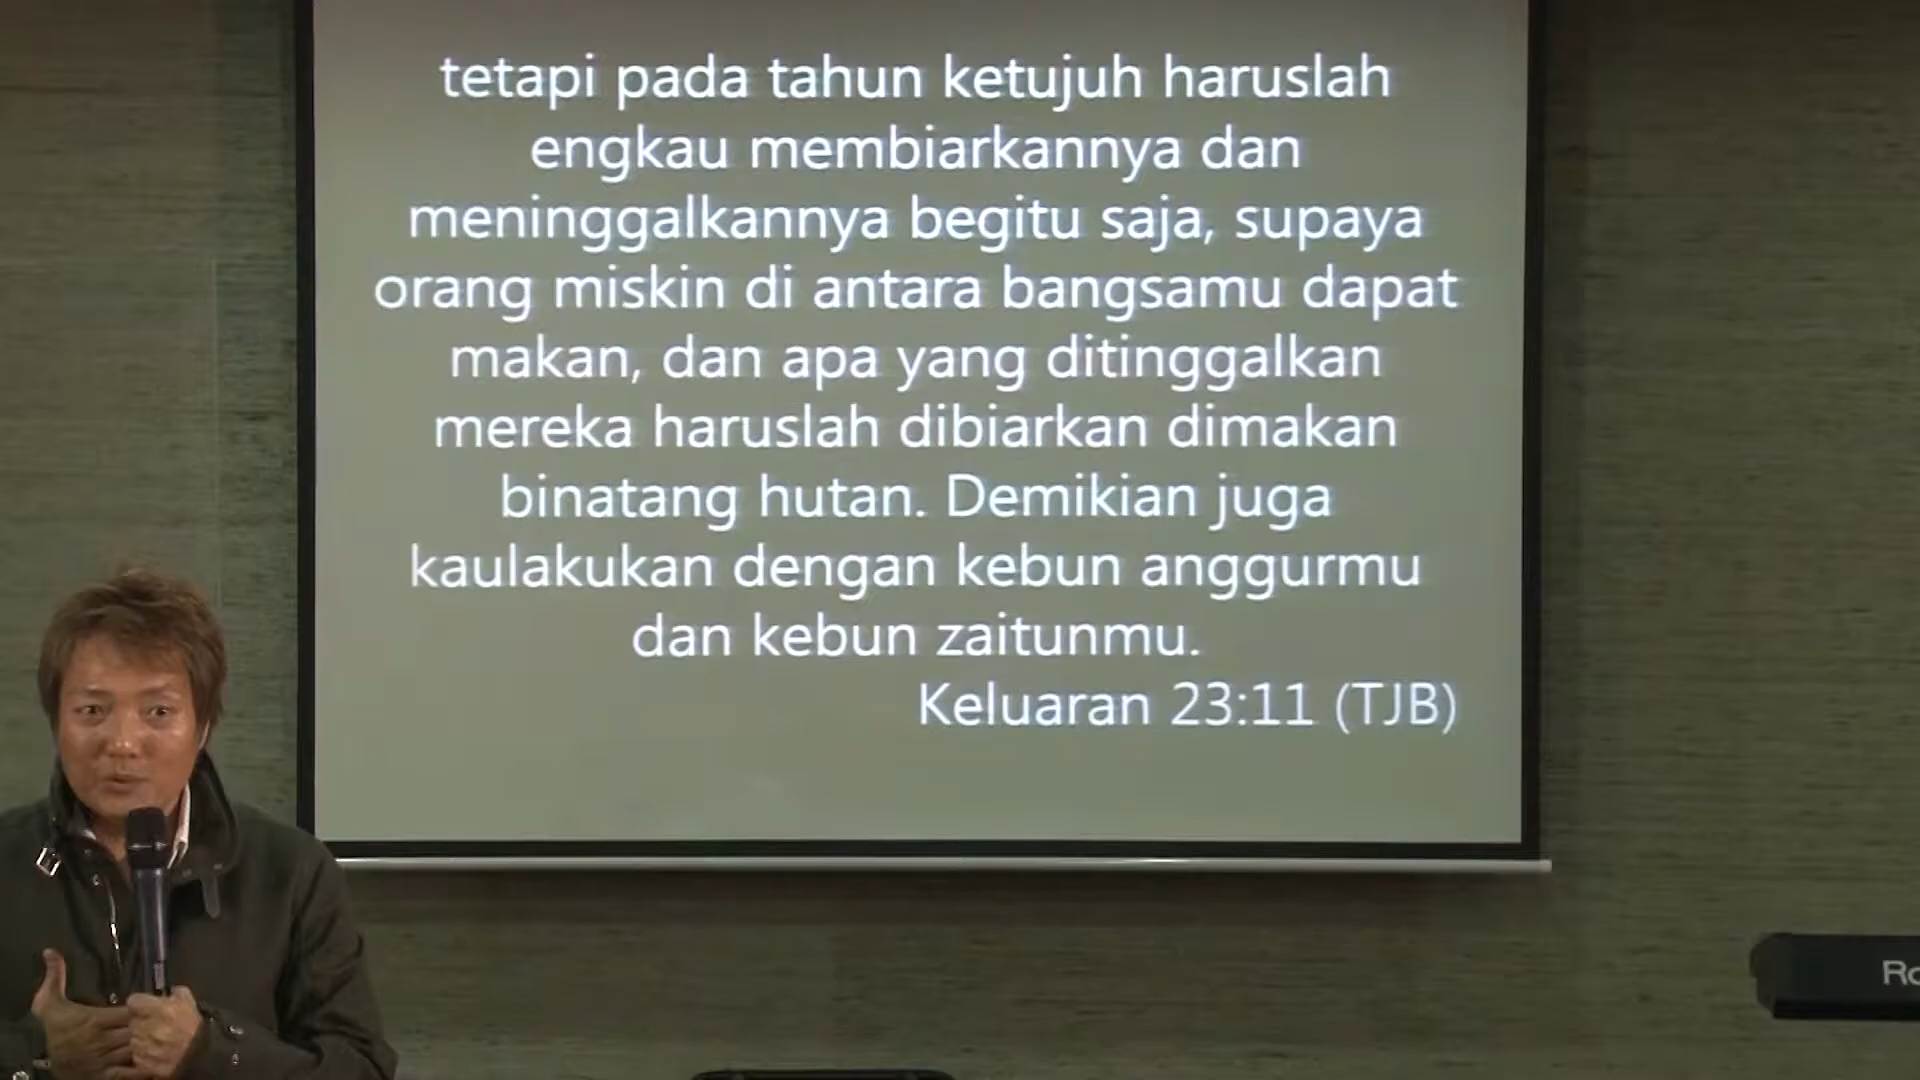 tetapi pada tahun ketujuh haruslah
engkau membiarkannya dan
meninggalkannya begitu saja, supaya
orang miskin di antara bangsamu dapat
makan, dan apa yang ditinggalkan
mereka haruslah dibiarkan dimakan
binatang hutan. Demikian juga
kaulakukan dengan kebun anggurmu
dan kebun zaitunmu.
Keluaran 23:11 (TJB)